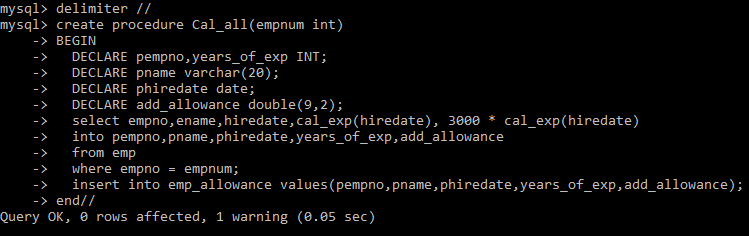 mysql> delimiter //
mysql> create procedure Cal_all(empnum int)
    -> BEGIN
    ->   DECLARE pempno,years_of_exp INT;
    ->   DECLARE pname varchar(20);
    ->   DECLARE phiredate date;
    ->   DECLARE add_allowance double(9,2);
    ->   select empno,ename,hiredate,cal_exp(hiredate), 3000 * cal_exp(hiredate)
    ->   into pempno,pname,phiredate,years_of_exp,add_allowance
    ->   from emp
    ->   where empno = empnum;
    ->   insert into emp_allowance values(pempno,pname,phiredate,years_of_exp,add_allowance);
    -> end//
Query OK, 0 rows affected, 1 warning (0.05 sec)